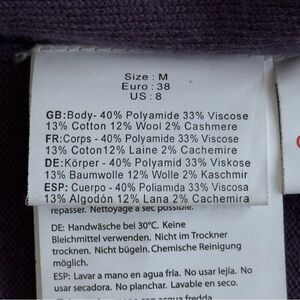 Size : M
Euro : 38
US : 8
GB:Body- 40% Polyamide 33% Viscose
13% Cotton 12% Wool 2% Cashmere
FR:Corps - 40% Polyamide 33% Viscose
13% Coton12% Laine 2% Cachemire
DE:Körper - 40% Polyamid 33% Viskose
13% Baumwolle 12% Wolle 2% Kaschmir
ESP: Cuerpo - 40% Poliamida 33% Viscosa
13% Algodón 12% Lana 2% Cachemira
repasser. Nettoyage à sec possible.
DE: Handwäsche bei 30°C. Keine
Bleichmittel verwenden. Nicht im Trockner
trocknen. Nicht bügeln. Chemische Reinigung
möglich.
ESP: Lavar a mano en agua fría. No usar lejía. No
usar secadora. No usar
con acqua fredda